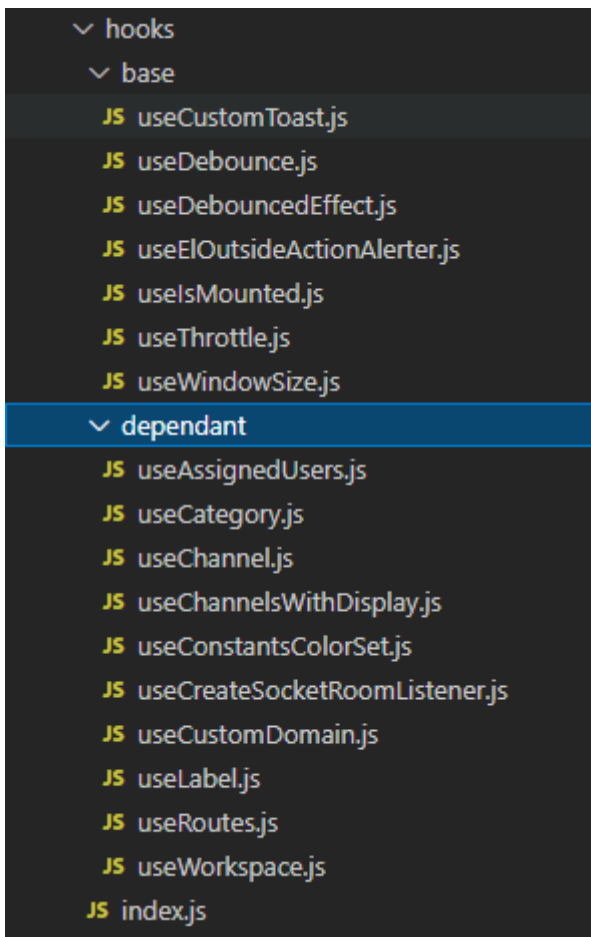 hooks
base
JS useCustomToast.js
JS useDebounce.js
JS useDebouncedEffect.js
JS useElOutsideActionAlerter.js
JS useIsMounted.js
JS useThrottle.js
JS useWindowSize.js
dependant
JS useAssignedUsers.js
JS useCategory.js
JS useChannel.js
JS useChannelsWithDisplay.js
JS useConstantsColorSet.js
JS useCreateSocketRoomListener.js
JS useCustomDomain.js
JS useLabel.js
JS useRoutes.js
JS useWorkspace.js
JS index.js